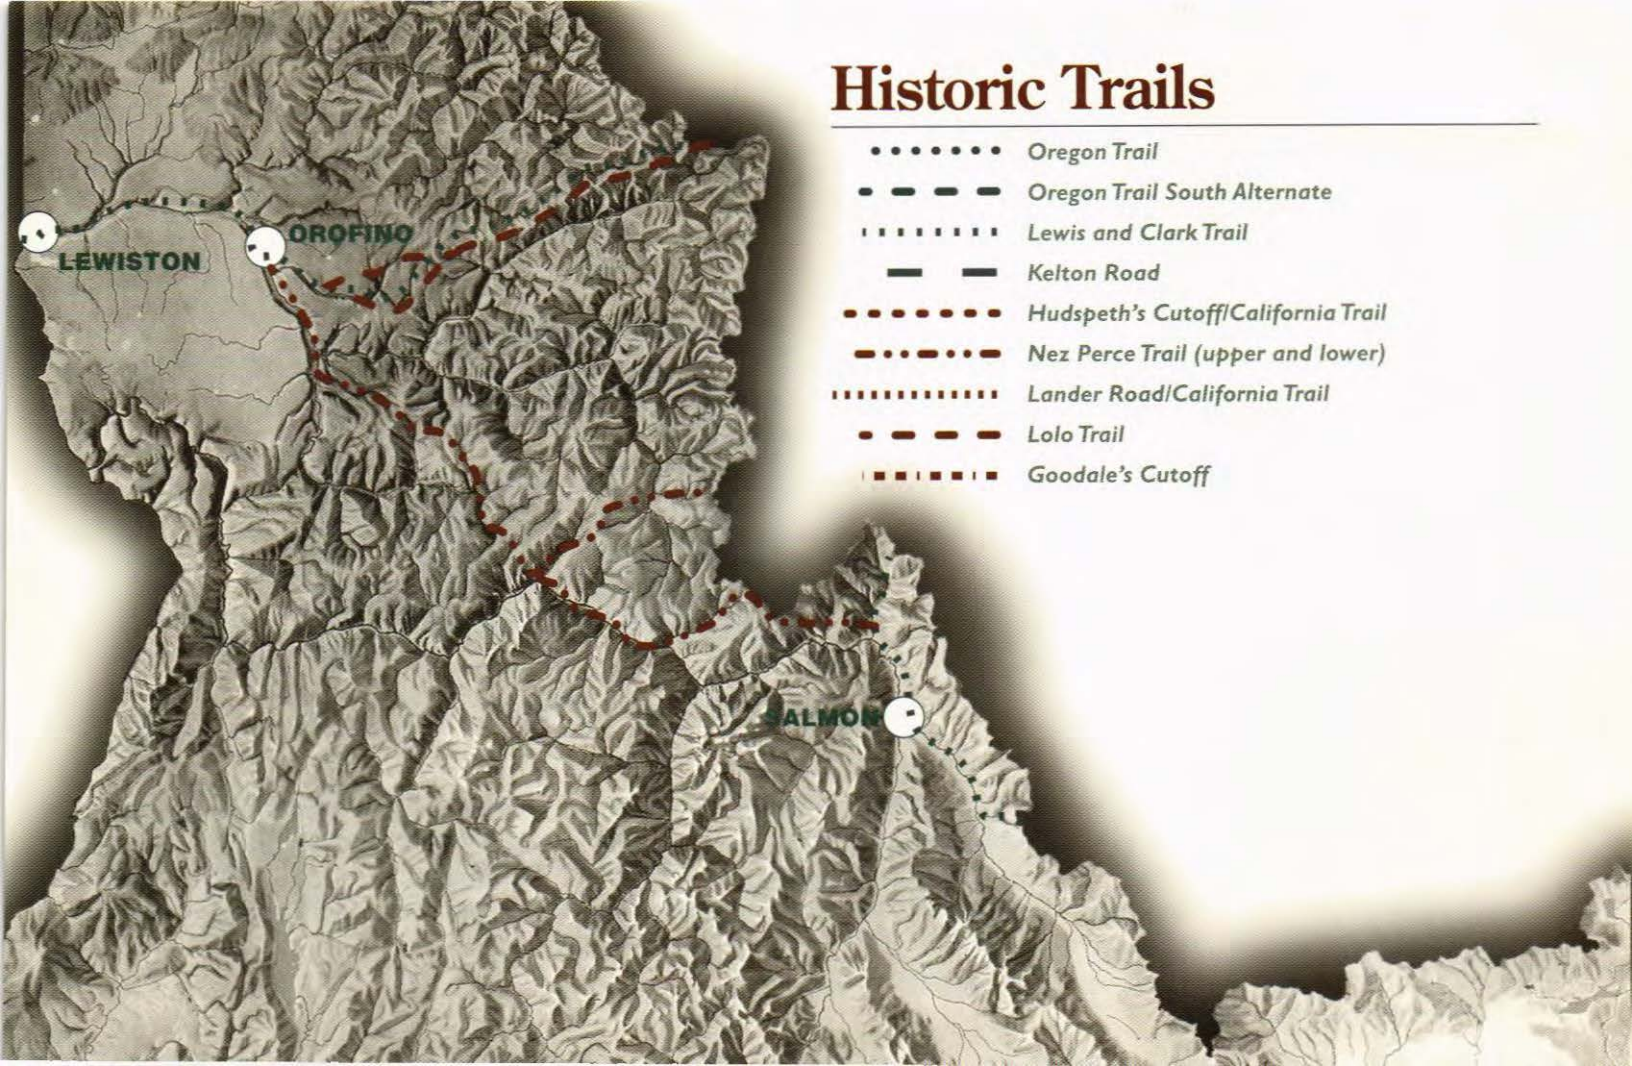 Historic Trails
Oregon Trail
Oregon Trail South Alternate
Lewis and Clark Trail
Kelton Road
Hudspeth's Cutoff/California Trail
Nez Perce Trail (upper and lower)
Lander Road/California Trail
Lolo Trail
Goodale's Cutoff
OROFINO
LEWISTON
SALMON